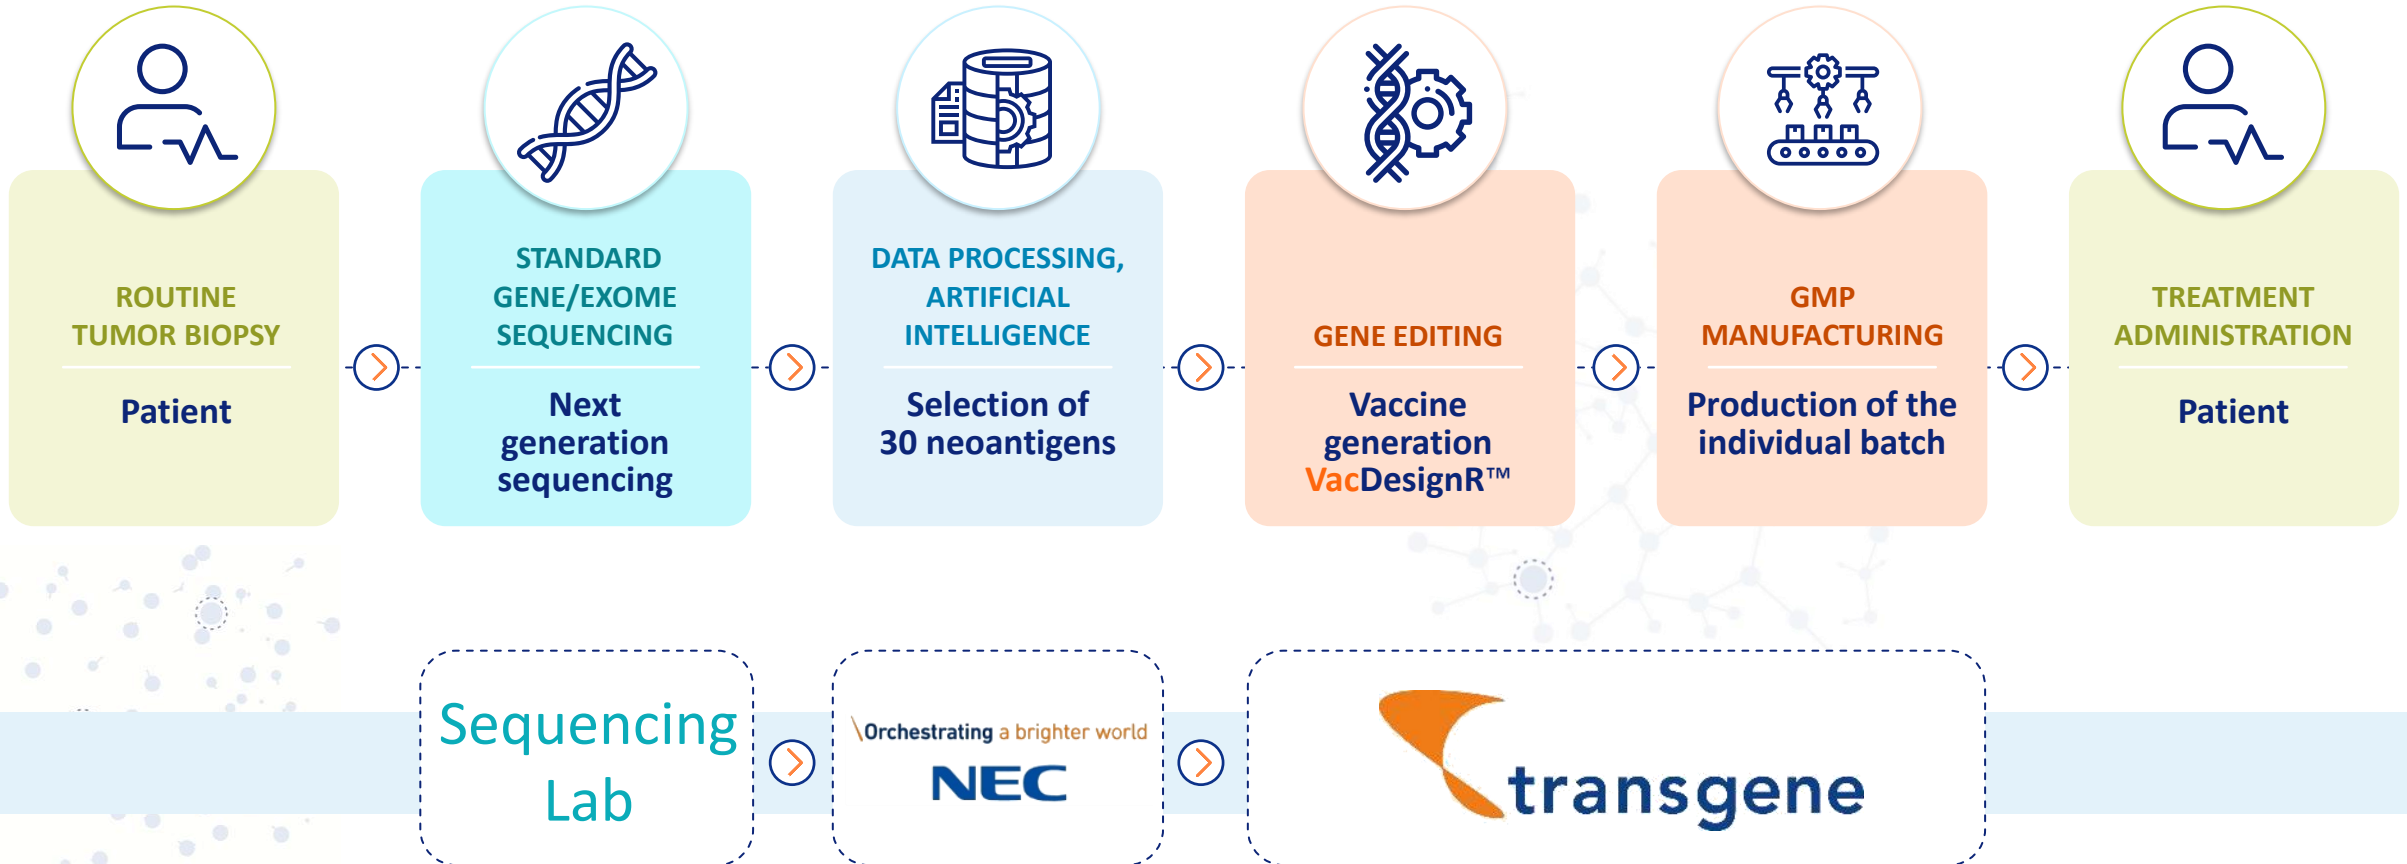 ROUTINE
TUMOR BIOPSY
Patient
STANDARD
GENE/EXOME
SEQUENCING
Next
generation
sequencing
DATA PROCESSING,
ARTIFICIAL
INTELLIGENCE
Selection of
30 neoantigens
GENE EDITING
Vaccine
generation
VacDesignR™
GMP
MANUFACTURING
Production of the
individual batch
TREATMENT
ADMINISTRATION
Patient
Sequencing
Lab
\Orchestrating a brighter world
NEC
transgene